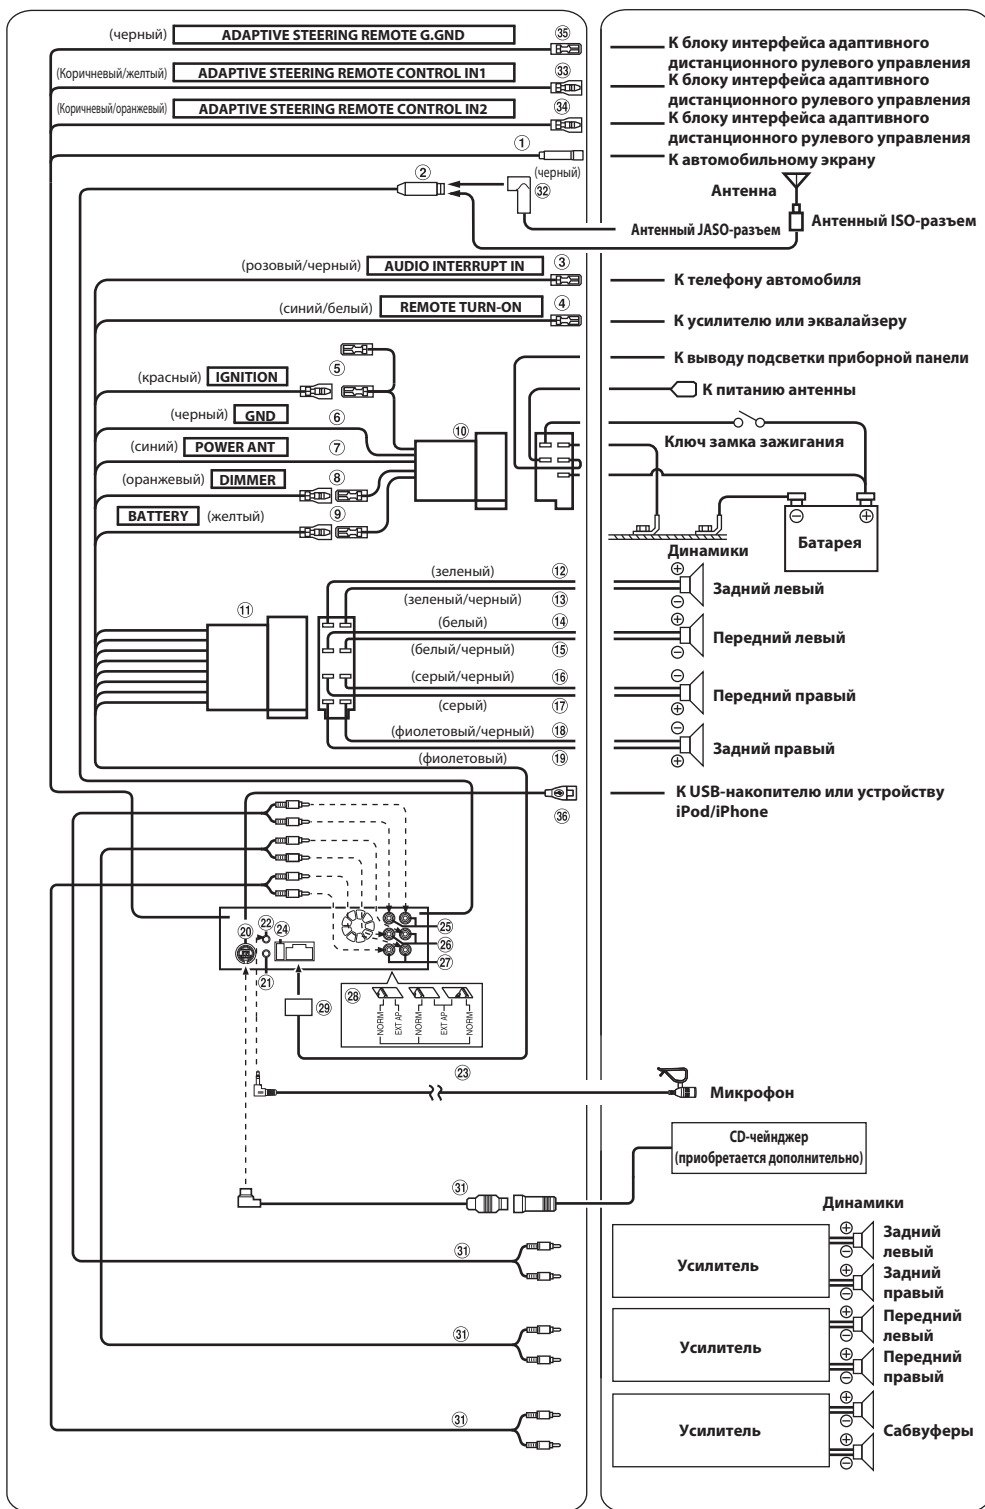 (черный) ADAPTIVE STEERING REMOTE G.GND 35
К блоку интерфейса адаптивного
дистанционного рулевого управления
(Коричневый/желтый) ADAPTIVE STEERING REMOTE CONTROL IN1 33
К блоку интерфейса адаптивного
дистанционного рулевого управления
(Коричневый/оранжевый) ADAPTIVE STEERING REMOTE CONTROL IN2 34
К блоку интерфейса адаптивного
дистанционного рулевого управления
1
(черный)
К автомобильному экрану
2
32
Антенна
Антенный JASO-разъем
Антенный ISO-разъем
(розовый/черный) AUDIO INTERRUPT IN 3
К телефону автомобиля
(синий/белый) REMOTE TURN-ON 4
К усилителю или эквалайзеру
5
К выводу подсветки приборной панели
(красный) IGNITION
К питанию антенны
(черный) GND 6
10
Ключ замка зажигания
(синий) POWER ANT 7
(оранжевый) DIMMER 8
BATTERY (желтый) 9
⊖ ⊕
Батарея
Динамики
11
(зеленый) 12
⊕
Задний левый
(зеленый/черный) 13
⊖
(белый) 14
⊕
Передний левый
(белый/черный) 15
⊖
(серый/черный) 16
⊖
Передний правый
(серый) 17
⊕
(фиолетовый/черный) 18
⊖
Задний правый
(фиолетовый) 19
⊕
36
К USB-накопителю или устройству
iPod/iPhone
20
22
24
21
25
26
27
28
NORM
EXT AP
NORM
EXT AP
NORM
29
23
Микрофон
CD-чейнджер
(приобретается дополнительно)
31
Динамики
31
Усилитель
⊕
⊖
Задний
левый
⊕
⊖
Задний
правый
31
Усилитель
⊕
⊖
Передний
левый
⊕
⊖
Передний
правый
31
Усилитель
⊕
⊖
⊕
⊖
Сабвуферы